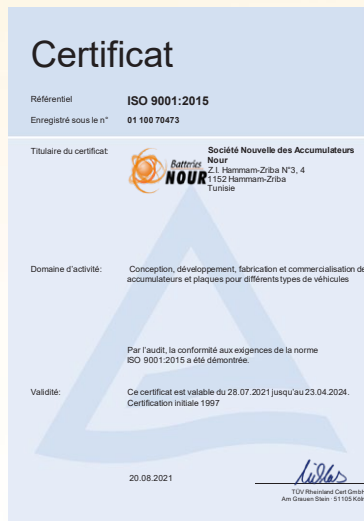 Certificat
Référentiel ISO 9001:2015
Enregistré sous le n° 01 100 70473
Titulaire du certificat: Batteries NOUR Société Nouvelle des Accumulateurs
Nour
Z.I. Hammam-Zriba N°3, 4
1152 Hammam-Zriba
Tunisie
Domaine d'activité: Conception, développement, fabrication et commercialisation de
accumulateurs et plaques pour différents types de véhicules
Par l'audit, la conformité aux exigences de la norme
ISO 9001:2015 a été démontrée.
Validité: Ce certificat est valable du 28.07.2021 jusqu'au 23.04.2024.
Certification initiale 1997
20.08.2021
TÜV Rheinland Cert GmbH
Am Grauen Stein · 51105 Köln